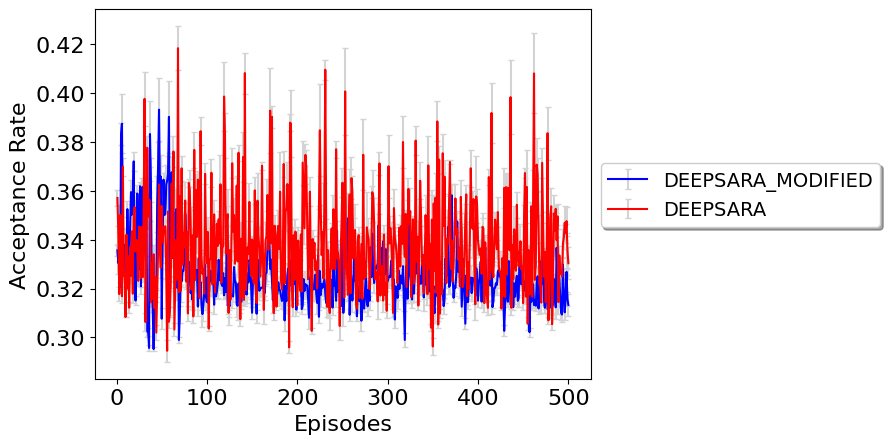 Acceptance Rate
0.42
0.40
0.38
0.36
0.34
0.32
0.30
0 100 200 300 400 500
Episodes
DEEPSARA_MODIFIED
DEEPSARA